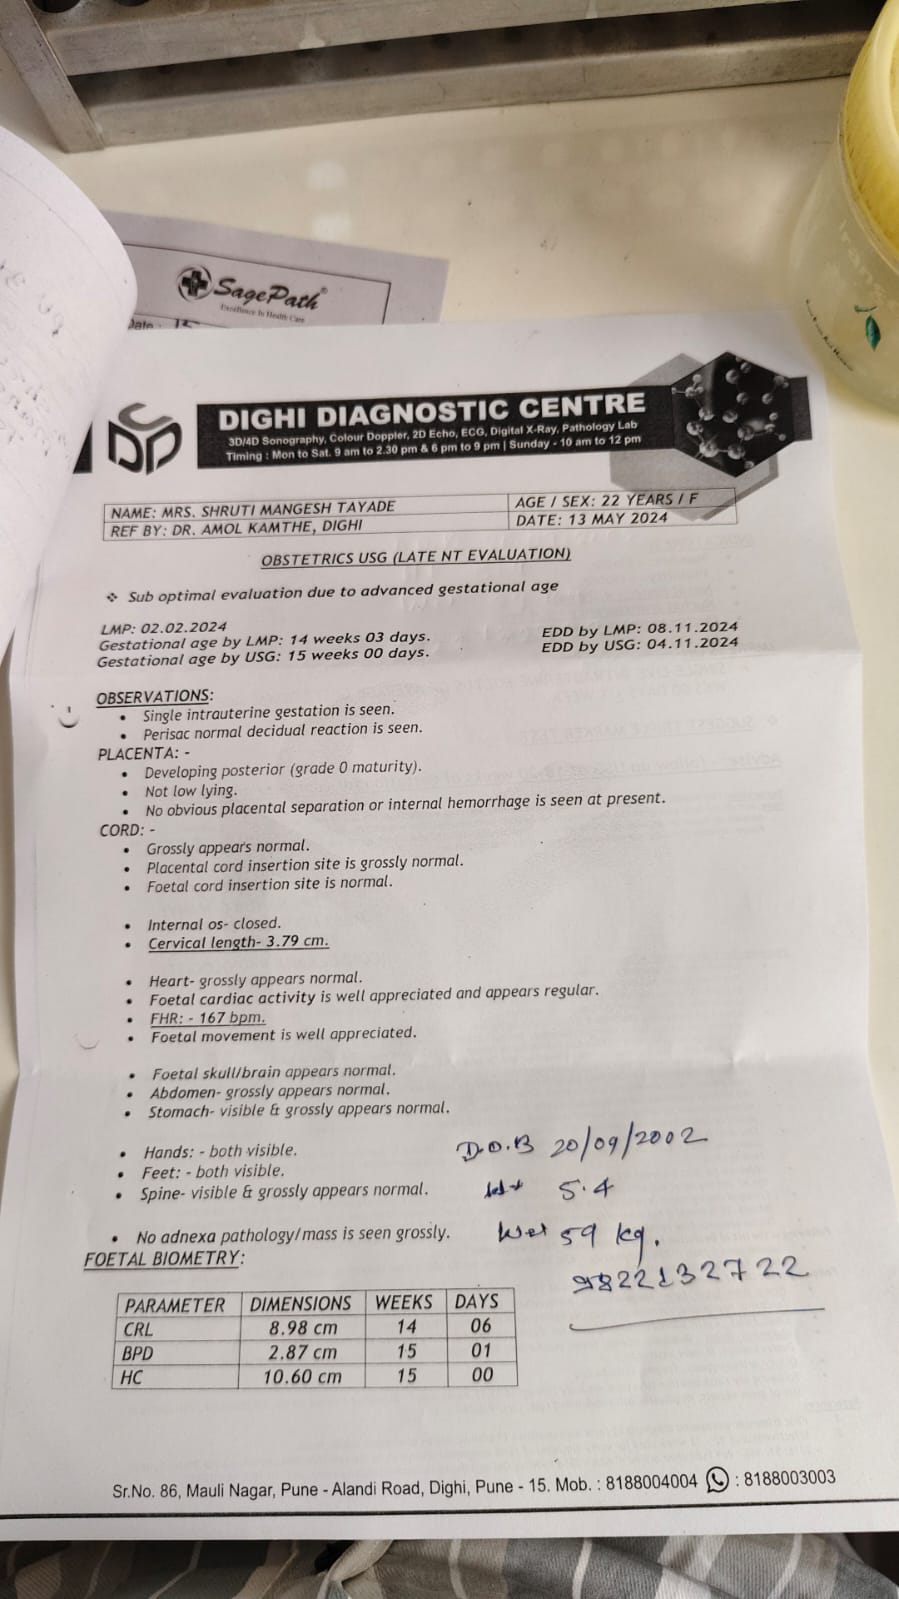 SagePath®
Excellence In Health Care
Date : 15
DIGHI DIAGNOSTIC CENTRE
3D/4D Sonography, Colour Doppler, 2D Echo, ECG, Digital X-Ray, Pathology Lab
Timing : Mon to Sat. 9 am to 2.30 pm & 6 pm to 9 pm | Sunday - 10 am to 12 pm
NAME: MRS. SHRUTI MANGESH TAYADE
AGE / SEX: 22 YEARS / F
REF BY: DR. AMOL KAMTHE, DIGHI
DATE: 13 MAY 2024
OBSTETRICS USG (LATE NT EVALUATION)
❖ Sub optimal evaluation due to advanced gestational age
LMP: 02.02.2024
Gestational age by LMP: 14 weeks 03 days. EDD by LMP: 08.11.2024
Gestational age by USG: 15 weeks 00 days. EDD by USG: 04.11.2024
OBSERVATIONS:
• Single intrauterine gestation is seen.
• Perisac normal decidual reaction is seen.
PLACENTA: -
• Developing posterior (grade 0 maturity).
• Not low lying.
• No obvious placental separation or internal hemorrhage is seen at present.
CORD: -
• Grossly appears normal.
• Placental cord insertion site is grossly normal.
• Foetal cord insertion site is normal.
• Internal os- closed.
• Cervical length- 3.79 cm.
• Heart- grossly appears normal.
• Foetal cardiac activity is well appreciated and appears regular.
• FHR: - 167 bpm.
• Foetal movement is well appreciated.
• Foetal skull/brain appears normal.
• Abdomen- grossly appears normal.
• Stomach- visible & grossly appears normal.
• Hands: - both visible.
• Feet: - both visible.
• Spine- visible & grossly appears normal.
D.O.B 20/09/2002
5.4
• No adnexa pathology/mass is seen grossly.
59 kg.
9822132722
FOETAL BIOMETRY:
PARAMETER DIMENSIONS WEEKS DAYS
CRL 8.98 cm 14 06
BPD 2.87 cm 15 01
HC 10.60 cm 15 00
Sr.No. 86, Mauli Nagar, Pune - Alandi Road, Dighi, Pune - 15. Mob. : 8188004004 : 8188003003